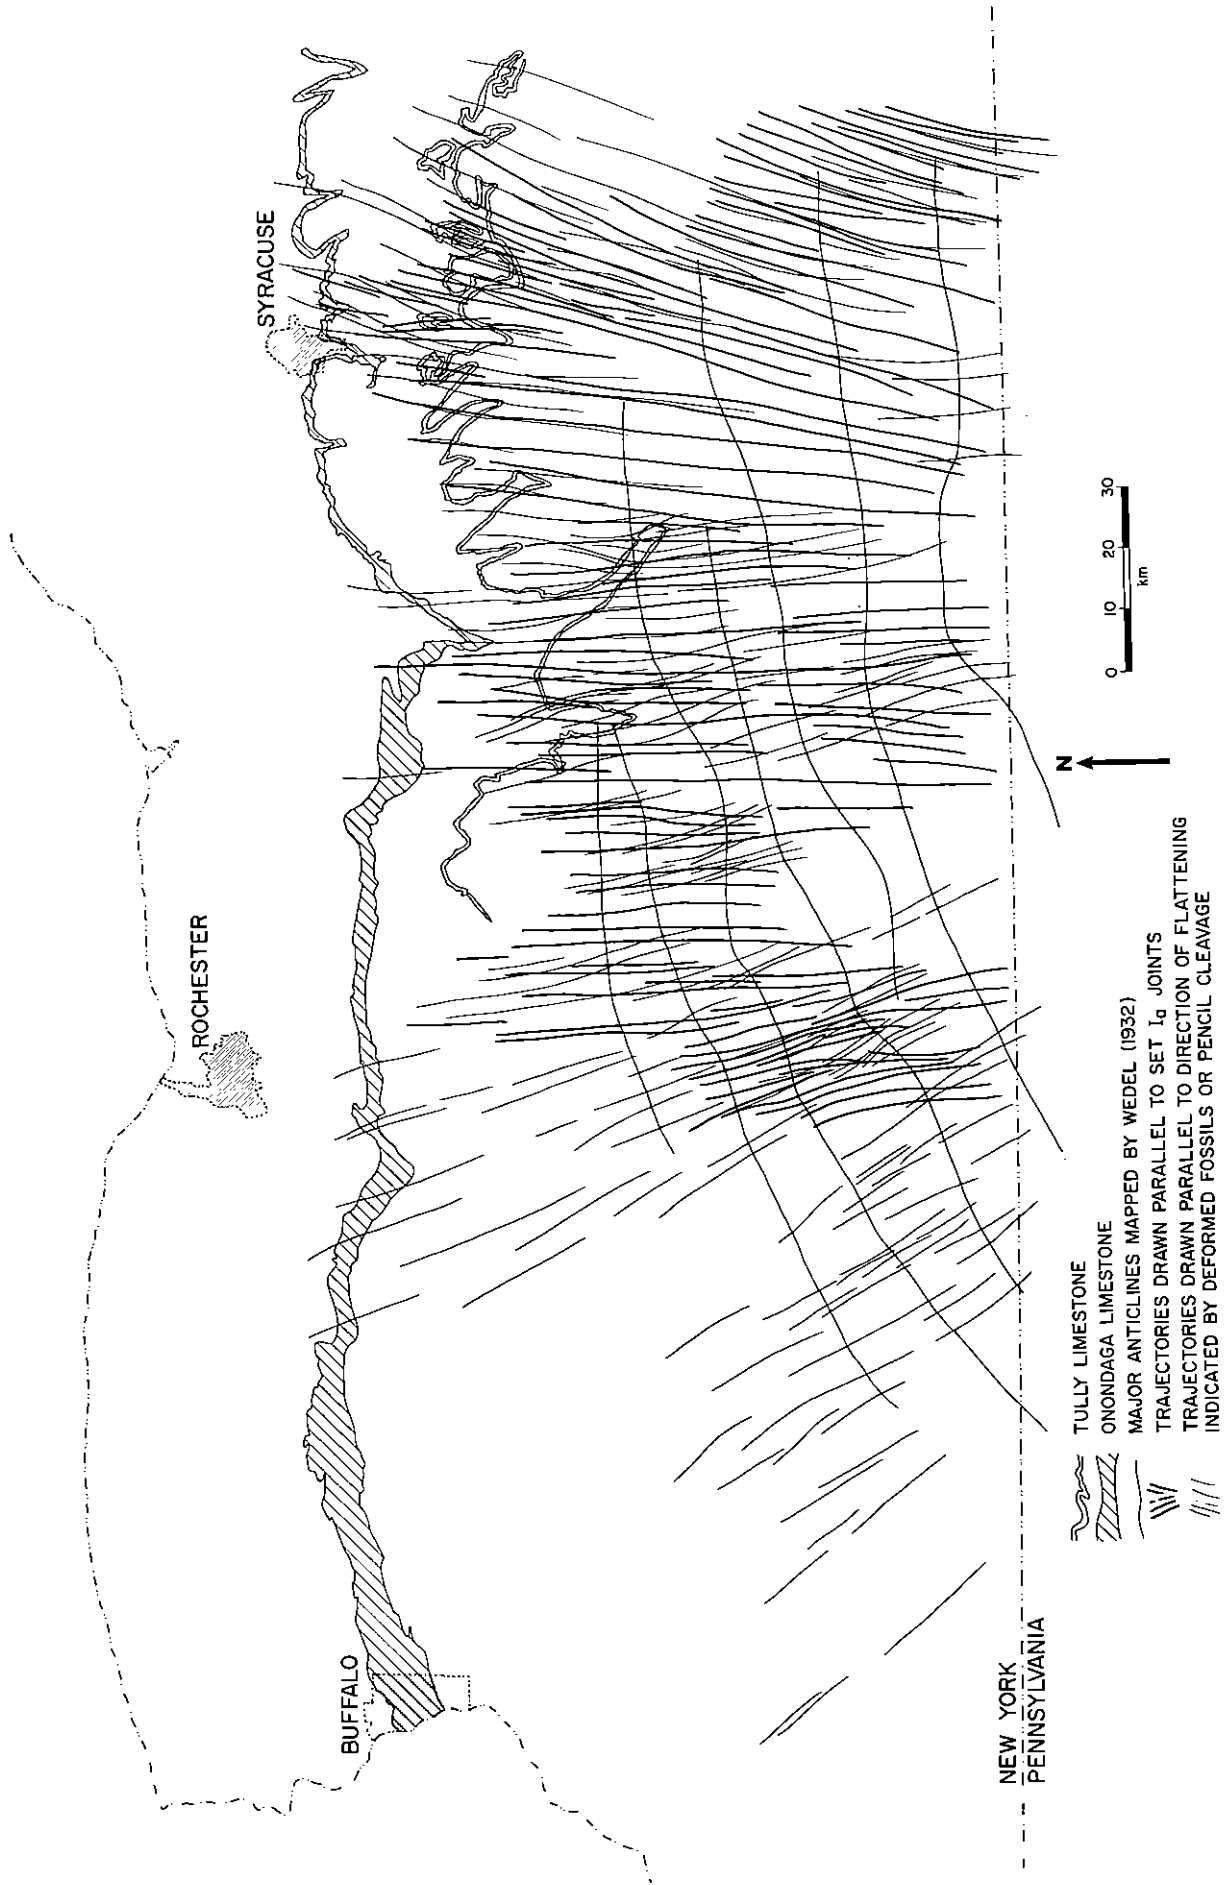 SYRACUSE
ROCHESTER
BUFFALO
NEW YORK
PENNSYLVANIA
N
0 10 20 30
km
TULLY LIMESTONE
ONONDAGA LIMESTONE
MAJOR ANTICLINES MAPPED BY WEDEL (1932)
TRAJECTORIES DRAWN PARALLEL TO SET Ia JOINTS
TRAJECTORIES DRAWN PARALLEL TO DIRECTION OF FLATTENING
INDICATED BY DEFORMED FOSSILS OR PENCIL CLEAVAGE